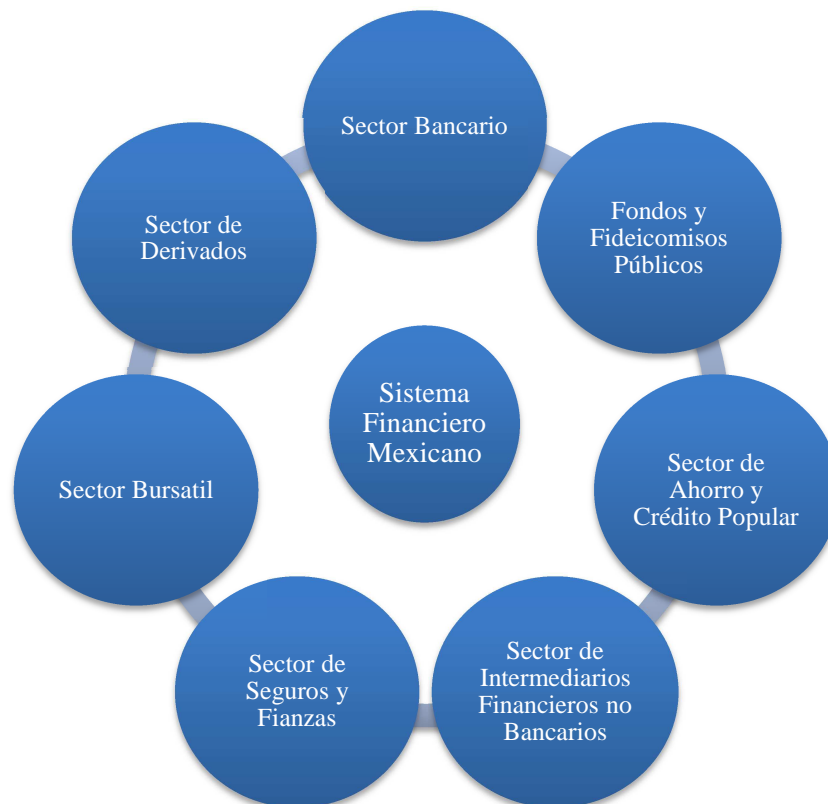 Sector Bancario
Fondos y
Fideicomisos
Públicos
Sector de
Ahorro y
Crédito Popular
Sector de
Intermediarios
Financieros no
Bancarios
Sector de
Seguros y
Fianzas
Sector Bursatil
Sector de
Derivados
Sistema
Financiero
Mexicano